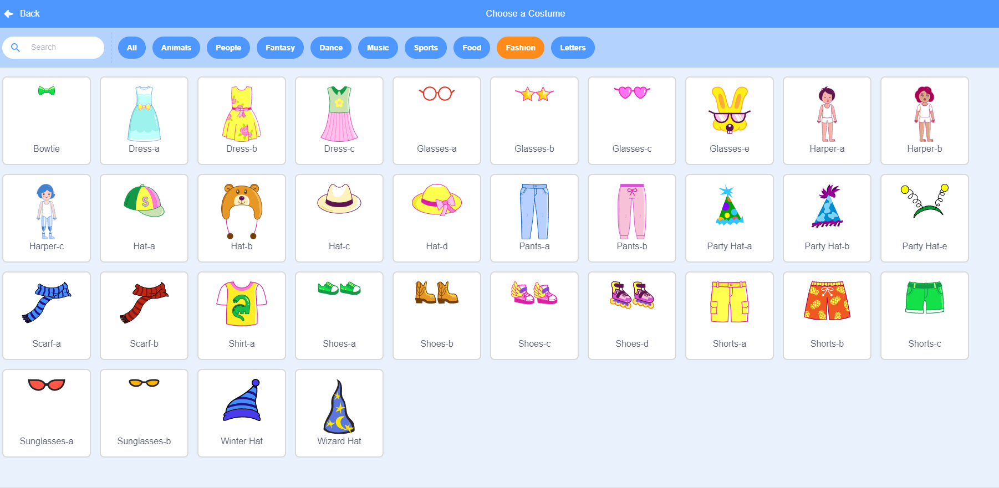 Back
Choose a Costume
Search
All
Animals
People
Fantasy
Dance
Music
Sports
Food
Fashion
Letters
Bowtie
Dress-a
Dress-b
Dress-c
Glasses-a
Glasses-b
Glasses-c
Glasses-e
Harper-a
Harper-b
Harper-c
S
Hat-a
Hat-b
Hat-c
Hat-d
Pants-a
Pants-b
Party Hat-a
Party Hat-b
Party Hat-e
Scarf-a
Scarf-b
Shirt-a
Shoes-a
Shoes-b
Shoes-c
Shoes-d
Shorts-a
Shorts-b
Shorts-c
Sunglasses-a
Sunglasses-b
Winter Hat
Wizard Hat